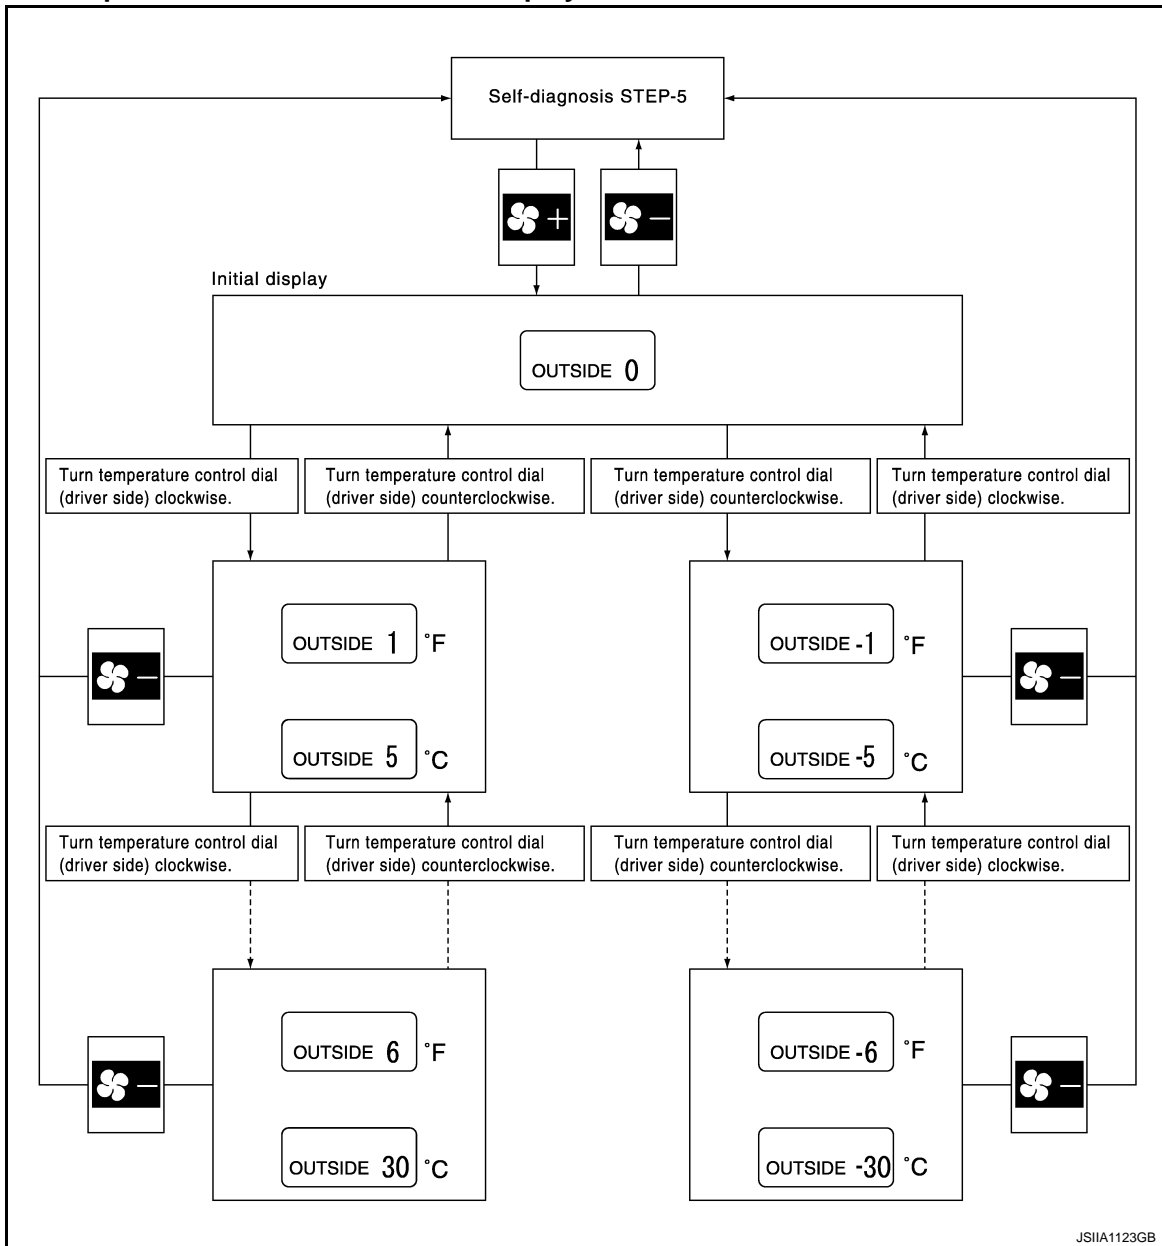 Self-diagnosis STEP-5
Initial display
OUTSIDE 0
Turn temperature control dial
(driver side) clockwise.
Turn temperature control dial
(driver side) counterclockwise.
Turn temperature control dial
(driver side) counterclockwise.
Turn temperature control dial
(driver side) clockwise.
OUTSIDE 1 °F
OUTSIDE -1 °F
OUTSIDE 5 °C
OUTSIDE -5 °C
Turn temperature control dial
(driver side) clockwise.
Turn temperature control dial
(driver side) counterclockwise.
Turn temperature control dial
(driver side) counterclockwise.
Turn temperature control dial
(driver side) clockwise.
OUTSIDE 6 °F
OUTSIDE -6 °F
OUTSIDE 30 °C
OUTSIDE -30 °C
JSIIA1123GB